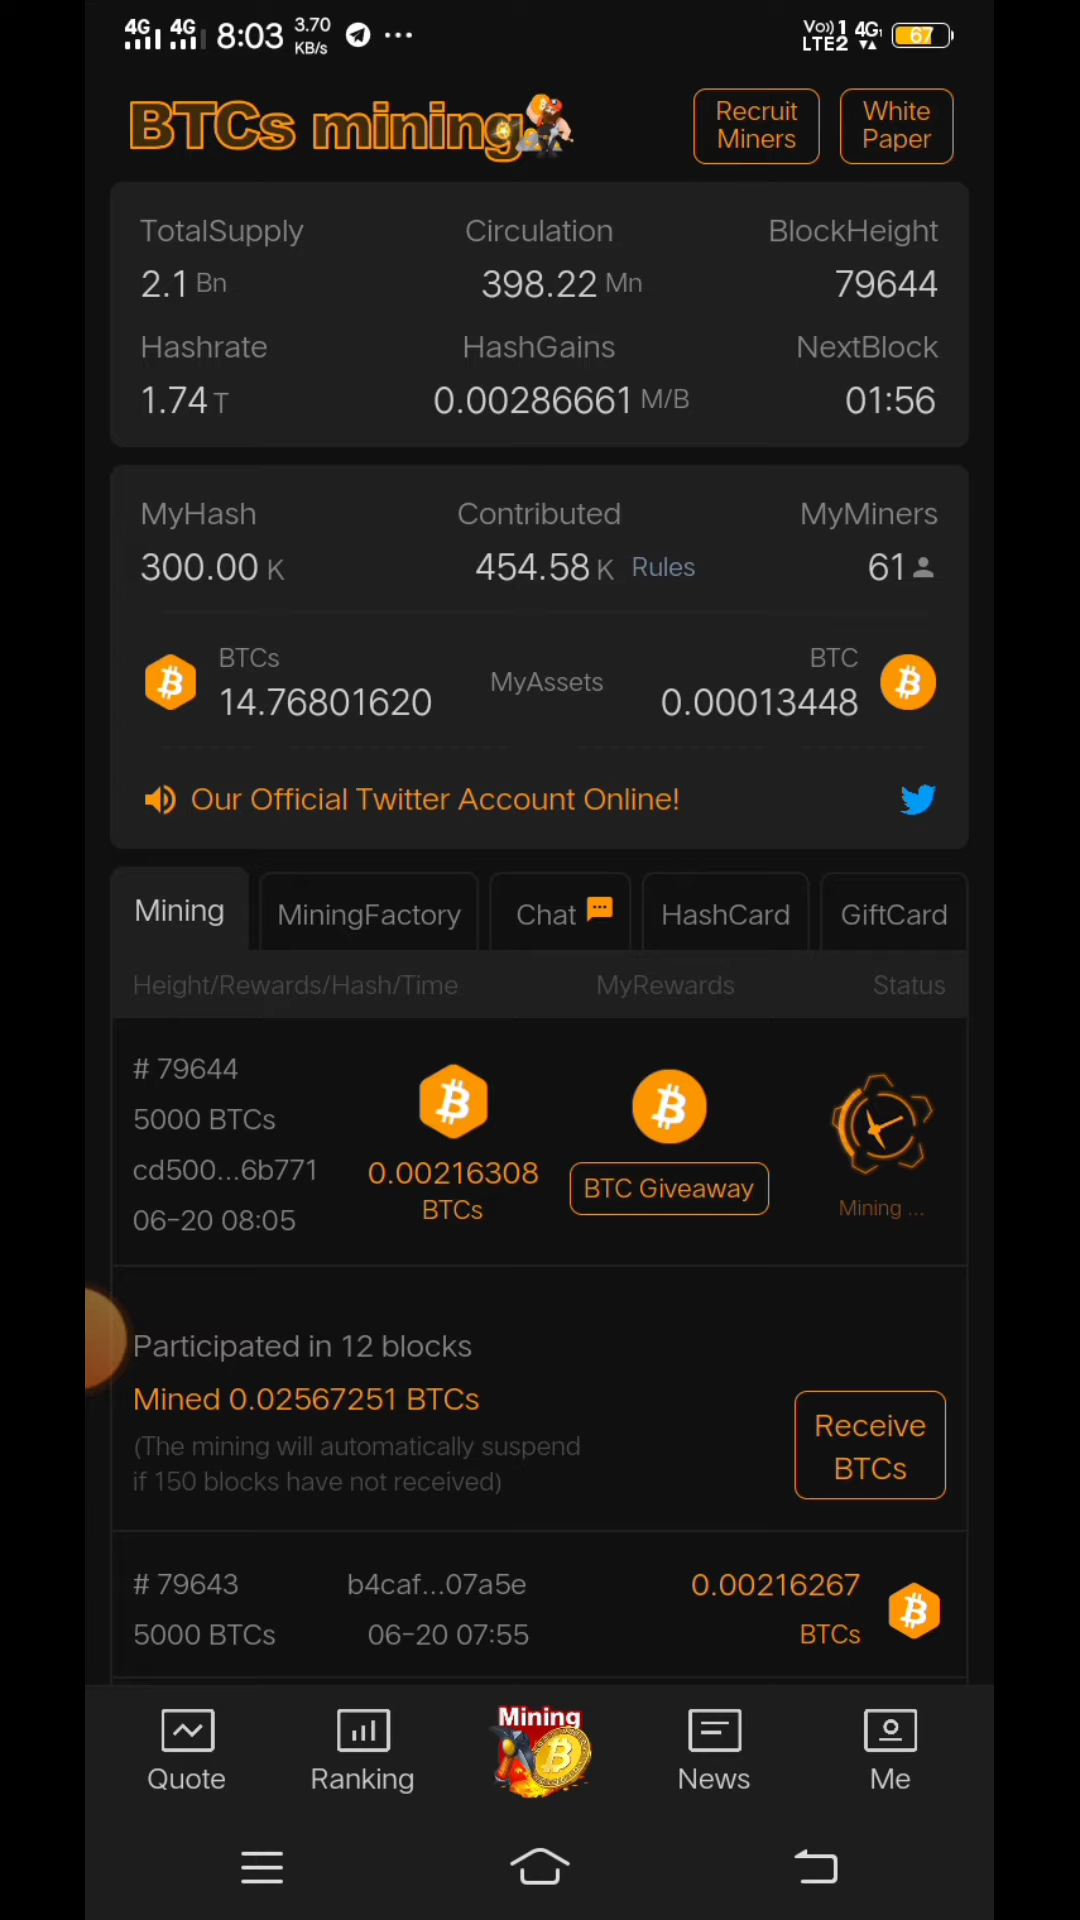 4G 4G 8:03 3.70 KB/s ••• Vo)) 1 LTE2 4G1 67
BTCs mining
Recruit Miners
White Paper
TotalSupply Circulation BlockHeight
2.1 Bn 398.22 Mn 79644
Hashrate HashGains NextBlock
1.74 T 0.00286661 M/B 01:56
MyHash Contributed MyMiners
300.00 K 454.58 K Rules 61
BTCs BTC
14.76801620 MyAssets 0.00013448
Our Official Twitter Account Online!
Mining MiningFactory Chat HashCard GiftCard
Height/Rewards/Hash/Time MyRewards Status
# 79644
5000 BTCs
cd500...6b771
06-20 08:05
0.00216308
BTCs
BTC Giveaway
Mining ...
Participated in 12 blocks
Mined 0.02567251 BTCs
(The mining will automatically suspend
if 150 blocks have not received)
Receive
BTCs
# 79643 b4caf...07a5e 0.00216267
5000 BTCs 06-20 07:55 BTCs
Mining
Quote Ranking News Me